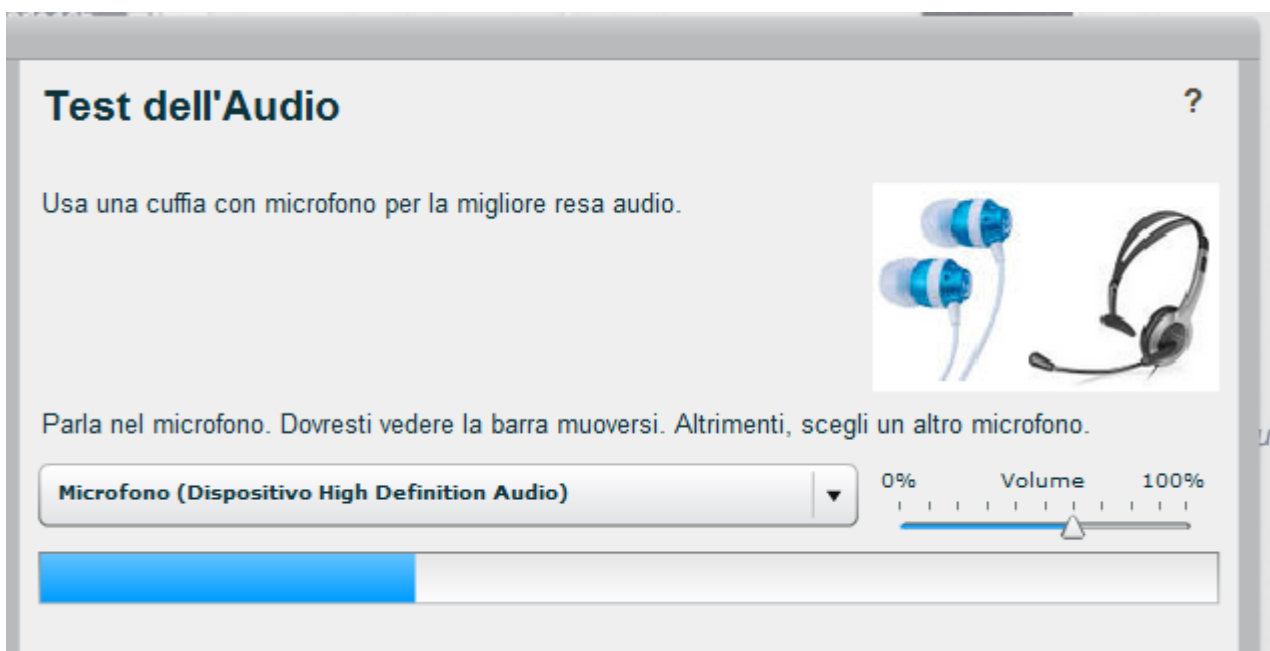 Test dell'Audio
?
Usa una cuffia con microfono per la migliore resa audio.
Parla nel microfono. Dovresti vedere la barra muoversi. Altrimenti, scegli un altro microfono.
Microfono (Dispositivo High Definition Audio)
0% Volume 100%